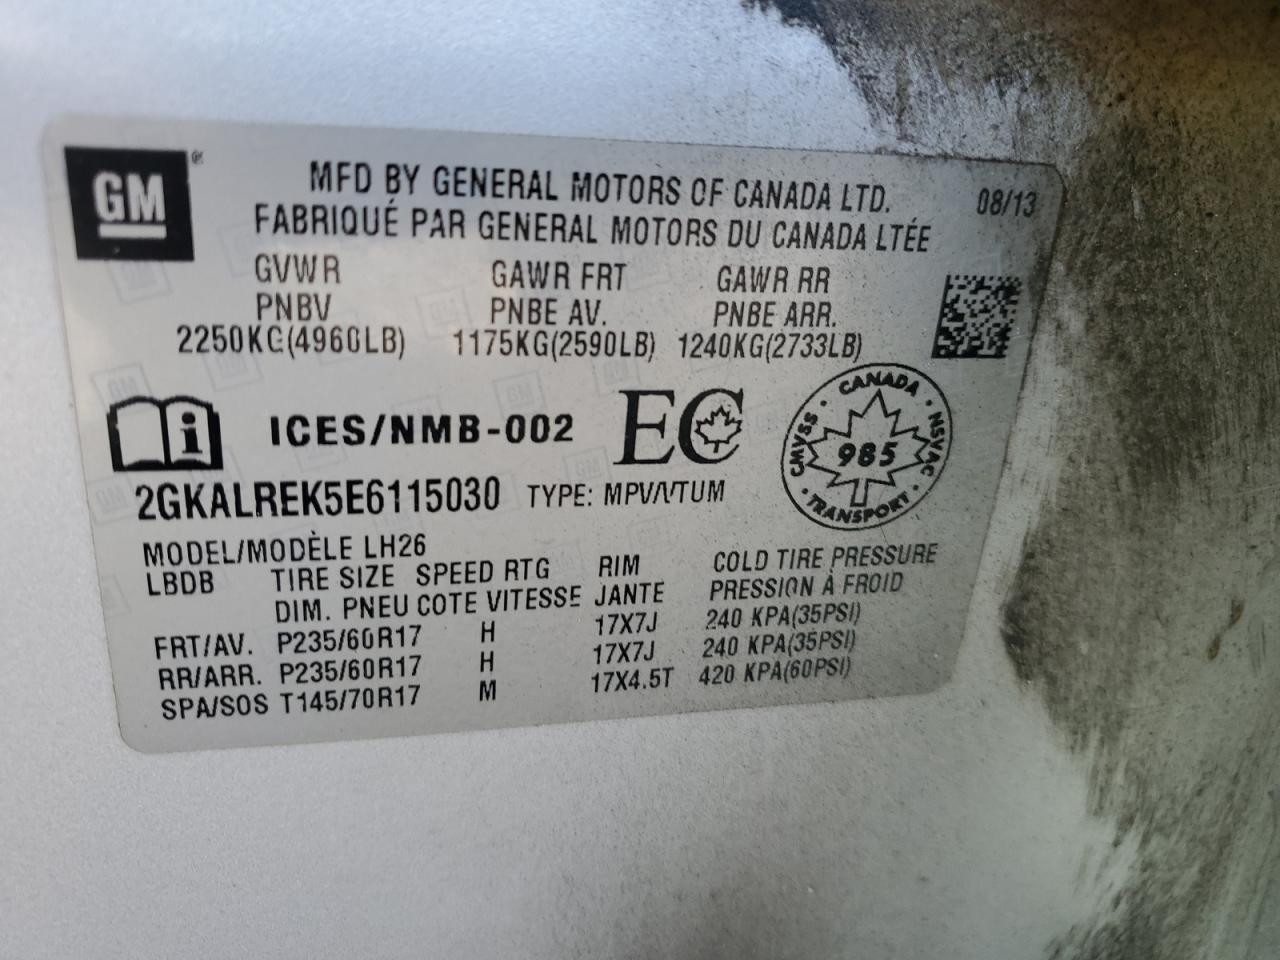 GM ®
MFD BY GENERAL MOTORS OF CANADA LTD. 08/13
FABRIQUÉ PAR GENERAL MOTORS DU CANADA LTÉE
GVWR GAWR FRT GAWR RR
PNBV PNBE AV. PNBE ARR.
2250KG(4960LB) 1175KG(2590LB) 1240KG(2733LB)
i ICES/NMB-002 EC
CANADA
CMVSS 985 NSVAC
TRANSPORT
2GKALREK5E6115030 TYPE: MPV/VTUM
MODEL/MODÈLE LH26
LBDB TIRE SIZE SPEED RTG RIM COLD TIRE PRESSURE
DIM. PNEU COTE VITESSE JANTE PRESSION À FROID
FRT/AV. P235/60R17 H 17X7J 240 KPA(35PSI)
RR/ARR. P235/60R17 H 17X7J 240 KPA(35PSI)
SPA/SOS T145/70R17 M 17X4.5T 420 KPA(60PSI)